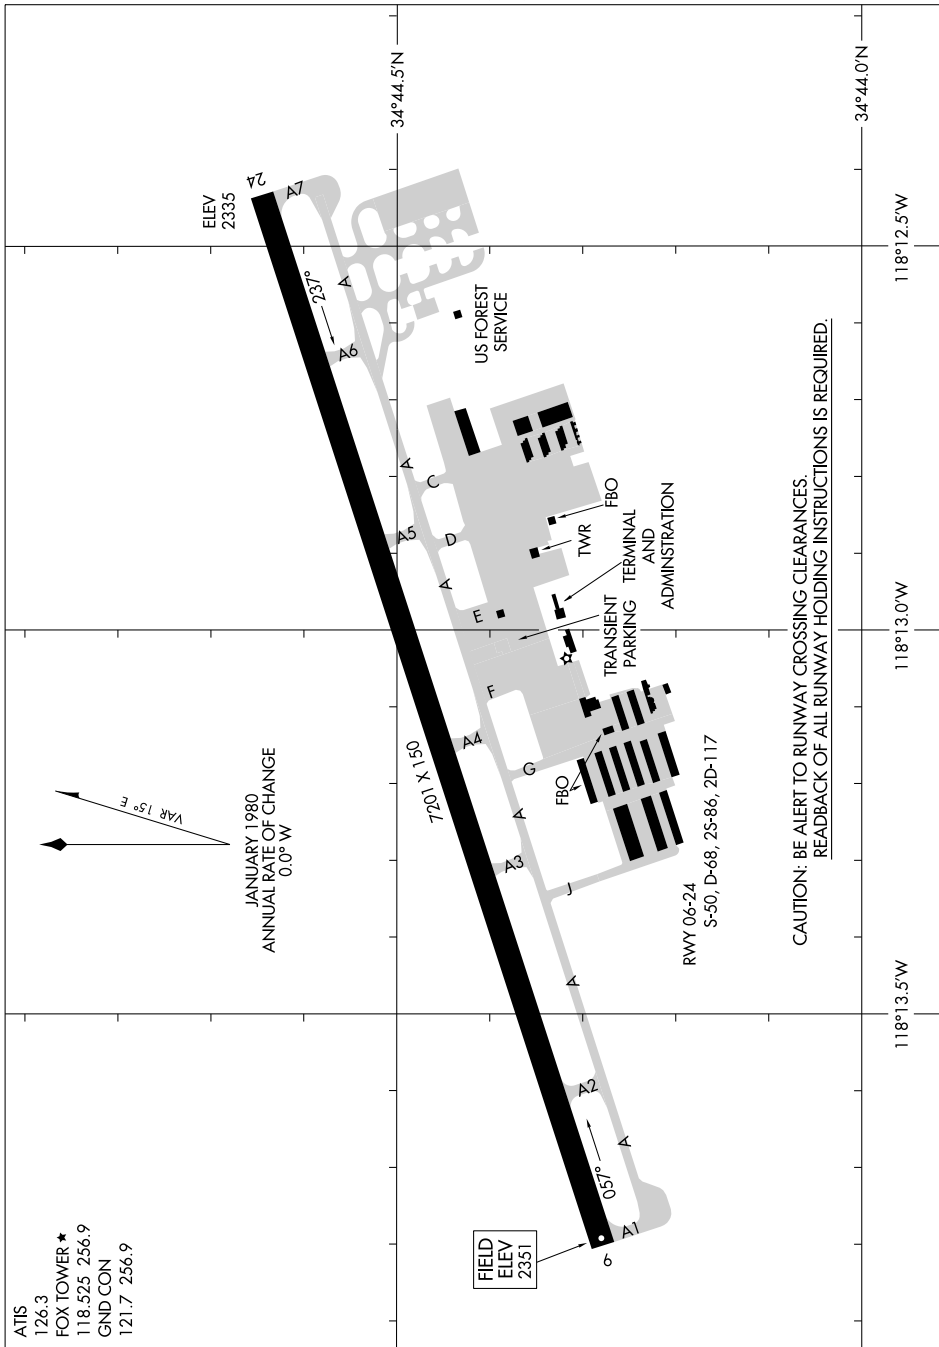 ATIS
126.3
FOX TOWER ★
118.525 256.9
GND CON
121.7 256.9
VAR 15° E
JANUARY 1980
ANNUAL RATE OF CHANGE
0.0° W
ELEV
2335
24
A7
237°
A
A6
34°44.5'N
34°44.0'N
118°12.5'W
US FOREST
SERVICE
A
C
A5
D
A
E
FBO
TWR
TERMINAL
AND
ADMINSTRATION
TRANSIENT
PARKING
118°13.0'W
F
A4
7201 X 150
G
FBO
A
A3
J
RWY 06-24
S-50, D-68, 2S-86, 2D-117
A
118°13.5'W
A2
057°
A
A1
6
FIELD
ELEV
2351
CAUTION: BE ALERT TO RUNWAY CROSSING CLEARANCES.
READBACK OF ALL RUNWAY HOLDING INSTRUCTIONS IS REQUIRED.